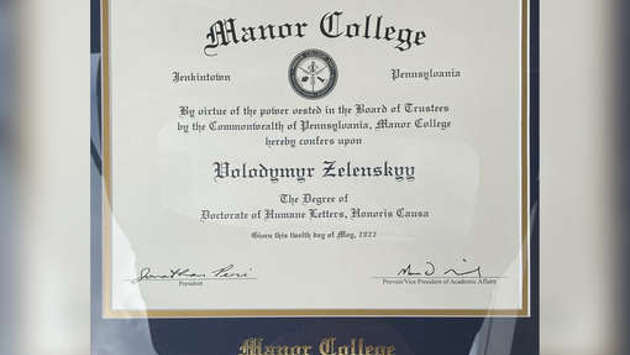 Manor College
Jenkintown Pennsylvania
By virtue of the power vested in the Board of Trustees
by the Commonwealth of Pennsylvania, Manor College
hereby confers upon
Volodymyr Zelenskyy
The Degree of
Doctorate of Humane Letters, Honoris Causa
Given this twelfth day of May, 2022
Jonathan Peri
President
Provost/Vice President of Academic Affairs
Manor College